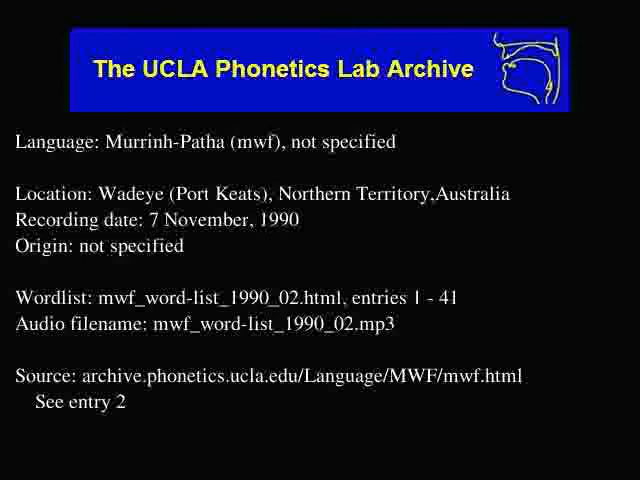 The UCLA Phonetics Lab Archive
Language: Murrinh-Patha (mwf), not specified
Location: Wadeye (Port Keats), Northern Territory,Australia
Recording date: 7 November, 1990
Origin: not specified
Wordlist: mwf_word-list_1990_02.html, entries 1 - 41
Audio filename: mwf_word-list_1990_02.mp3
Source: archive.phonetics.ucla.edu/Language/MWF/mwf.html
See entry 2